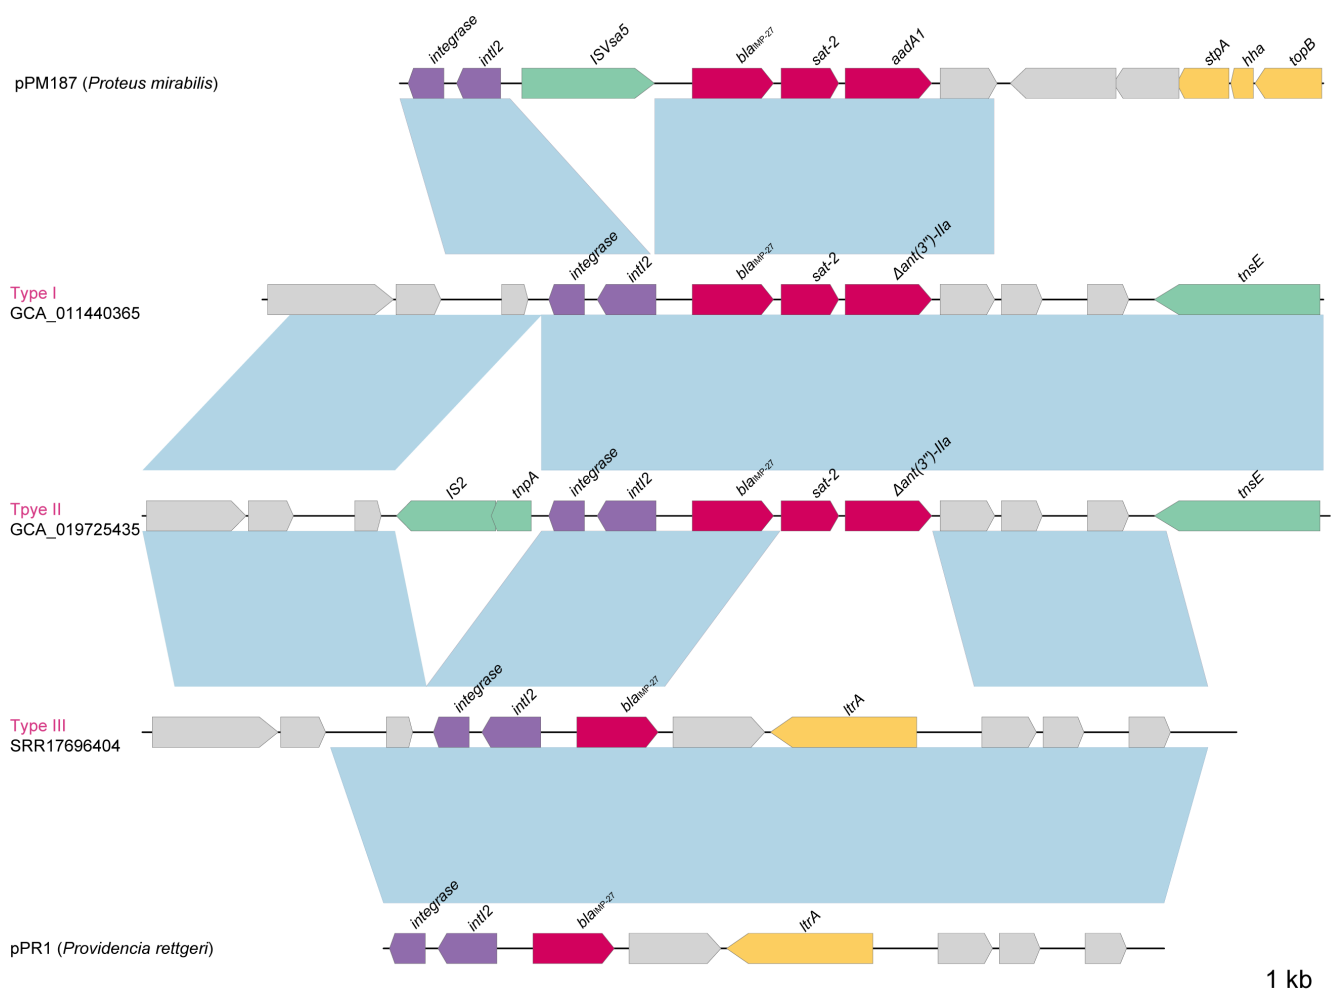 integrase intI2 ISVsa5 blaIMP-27 sat-2 aadA1 stpA hha topB
pPM187 (Proteus mirabilis)
integrase intI2 blaIMP-27 sat-2 Δant(3")-IIa tnsE
Type I
GCA_011440365
IS2 tnpA integrase intI2 blaIMP-27 sat-2 Δant(3")-IIa tnsE
Tpye II
GCA_019725435
integrase intI2 blaIMP-27 ltrA
Type III
SRR17696404
integrase intI2 blaIMP-27 ltrA
pPR1 (Providencia rettgeri)
1 kb